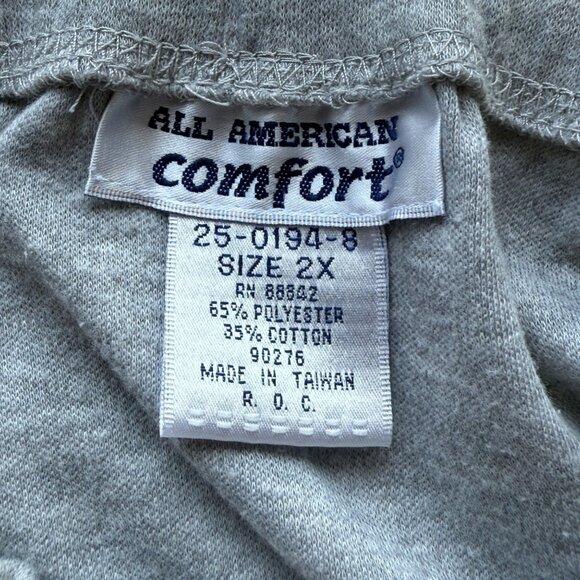 ALL AMERICAN
comfort®
25-0194-8
SIZE 2X
RN 88842
65% POLYESTER
35% COTTON
90276
MADE IN TAIWAN
R. O. C.